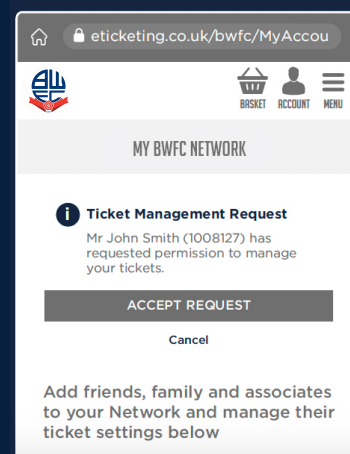 eticketing.co.uk/bwfc/MyAccou
BASKET ACCOUNT MENU
MY BWFC NETWORK
i Ticket Management Request
Mr John Smith (1008127) has
requested permission to manage
your tickets.
ACCEPT REQUEST
Cancel
Add friends, family and associates
to your Network and manage their
ticket settings below